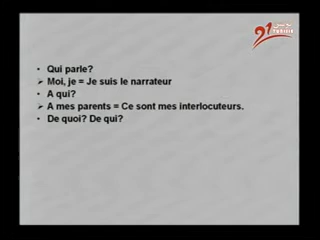 • Qui parle?
➢ Moi, je = Je suis le narrateur
• A qui?
➢ A mes parents = Ce sont mes interlocuteurs.
• De quoi? De qui?
21